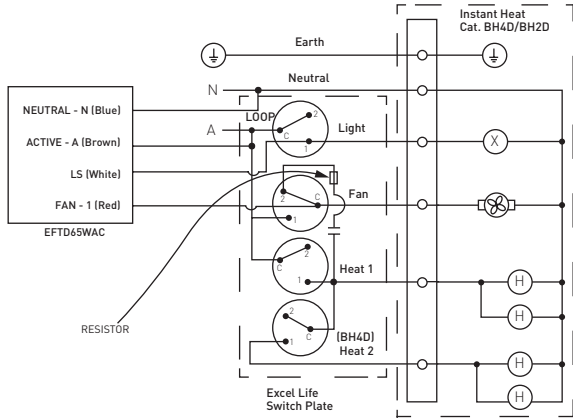 Instant Heat
Cat. BH4D/BH2D
Earth
Neutral
N
NEUTRAL - N (Blue)
LOOP
2
A
C
Light
ACTIVE - A (Brown)
1
X
LS (White)
2
C
Fan
FAN - 1 (Red)
1
EFTD65WAC
2
C
Heat 1
1
H
H
RESISTOR
2
(BH4D)
1
C
Heat 2
H
H
Excel Life
Switch Plate